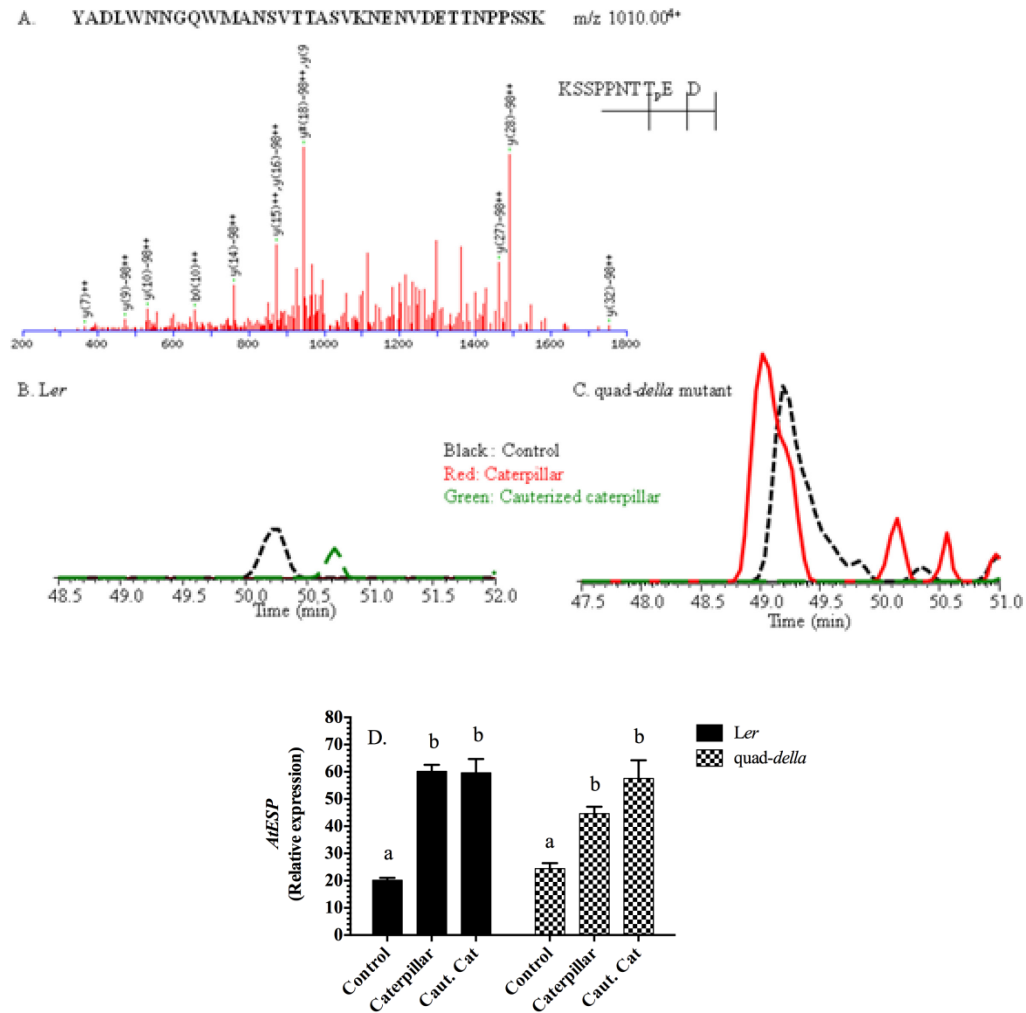 A. YADLWNNGQWMANSVTTASVKNENVDETTNPPSSK m/z 1010.00⁴⁺
y(7)++
y(9)-98++
y(10)-98++
b0(10)++
y(14)-98++
y(15)++,y(16)-98++
y*(18)-98++,y(9
y(27)-98++
y(28)-98++
y(32)-98++
KSSPPNTTpE D
200 400 600 800 1000 1200 1400 1600 1800
B. Ler
C. quad-della mutant
Black : Control
Red: Caterpillar
Green: Cauterized caterpillar
48.5 49.0 49.5 50.0 50.5 51.0 51.5 52.0
Time (min)
47.5 48.0 48.5 49.0 49.5 50.0 50.5 51.0
Time (min)
D.
AtESP
(Relative expression)
80
70
60
50
40
30
20
10
0
a b b a b b
Control Caterpillar Caut. Cat Control Caterpillar Caut. Cat
Ler
quad-della